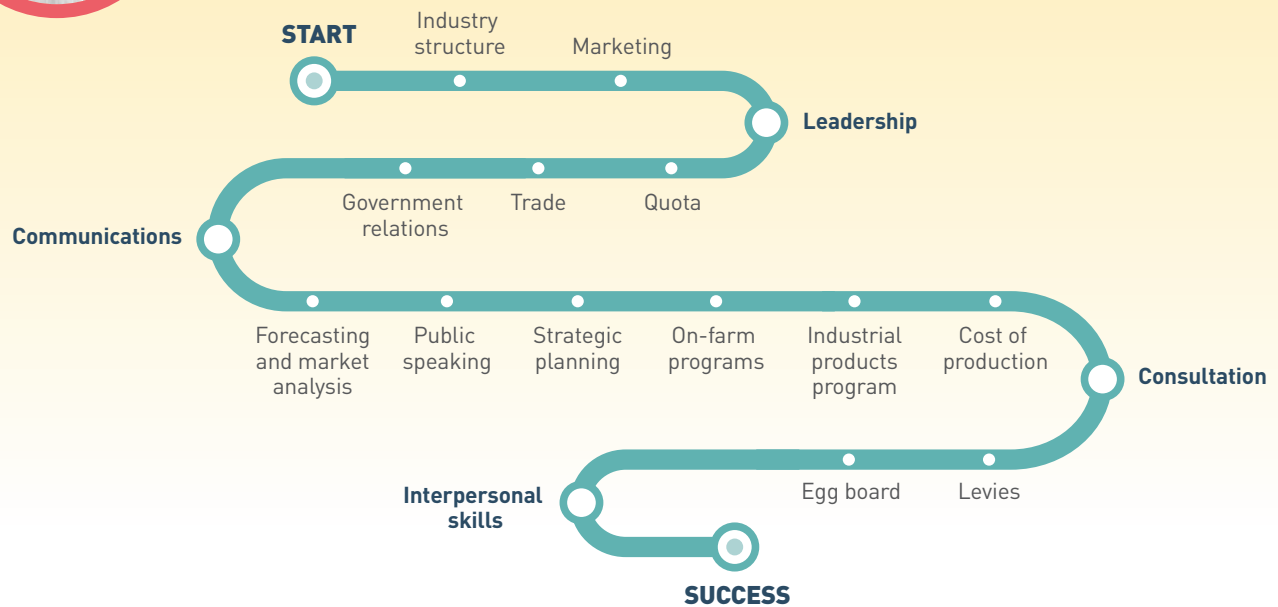 START
Industry
structure
Marketing
Leadership
Government
relations
Trade
Quota
Communications
Forecasting
and market
analysis
Public
speaking
Strategic
planning
On-farm
programs
Industrial
products
program
Cost of
production
Consultation
Egg board
Levies
Interpersonal
skills
SUCCESS